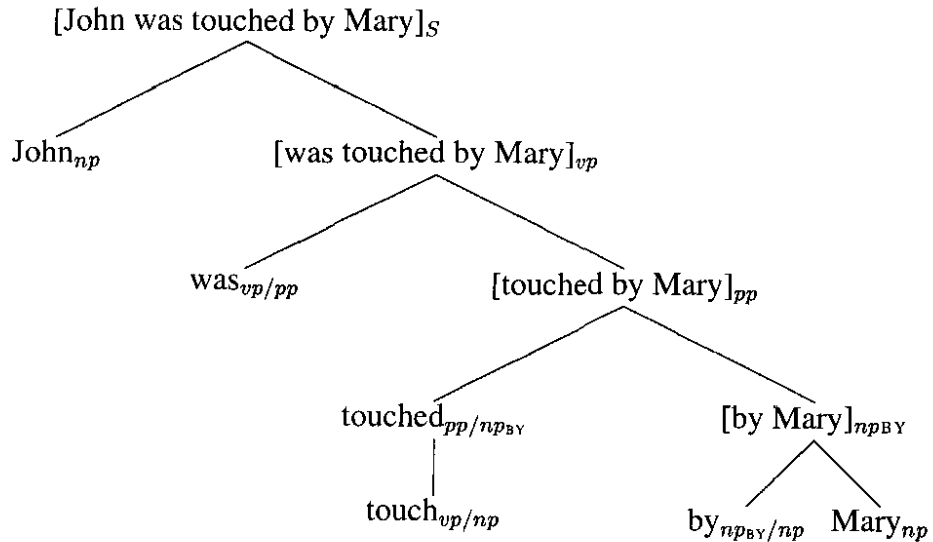 [John was touched by Mary]S
Johnnp [was touched by Mary]vp
wasvp/pp [touched by Mary]pp
touchedpp/npBY [by Mary]npBY
touchvp/np bynpBY/np Marynp